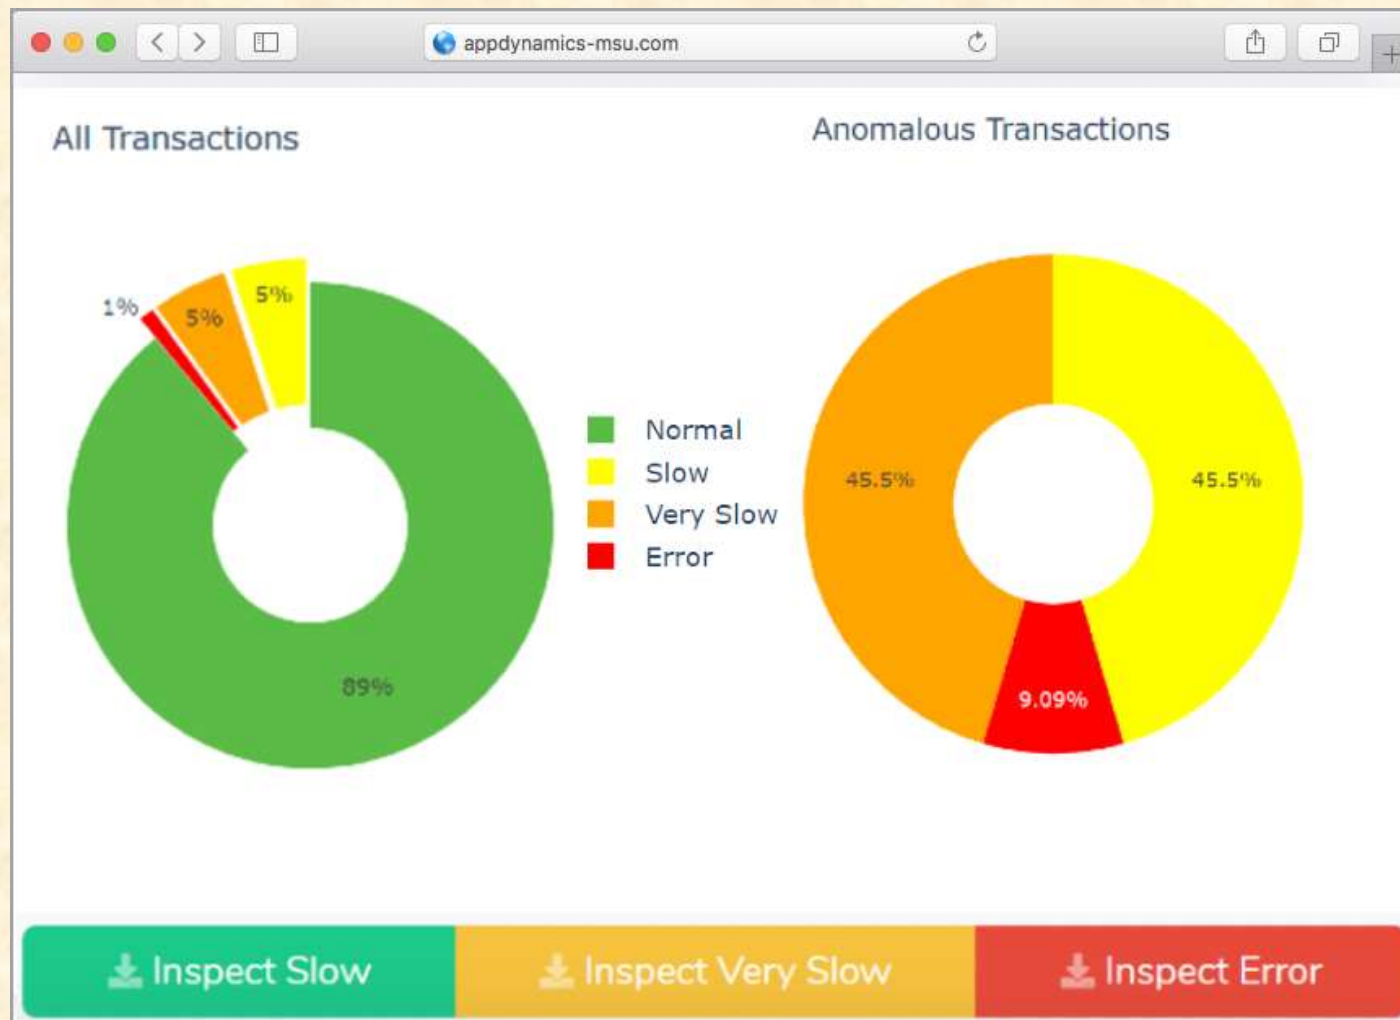 appdynamics-msu.com
All Transactions
Anomalous Transactions
1%
5%
5%
89%
Normal
Slow
Very Slow
Error
45.5%
45.5%
9.09%
Inspect Slow
Inspect Very Slow
Inspect Error